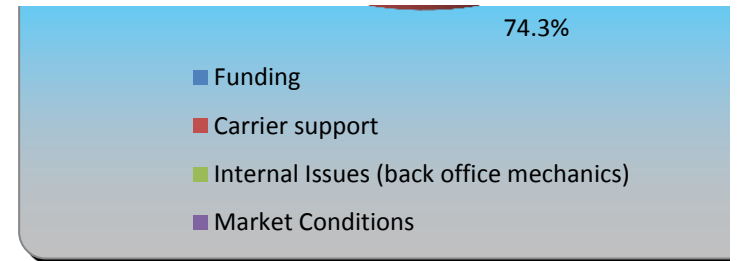 74.3%
Funding
Carrier support
Internal Issues (back office mechanics)
Market Conditions